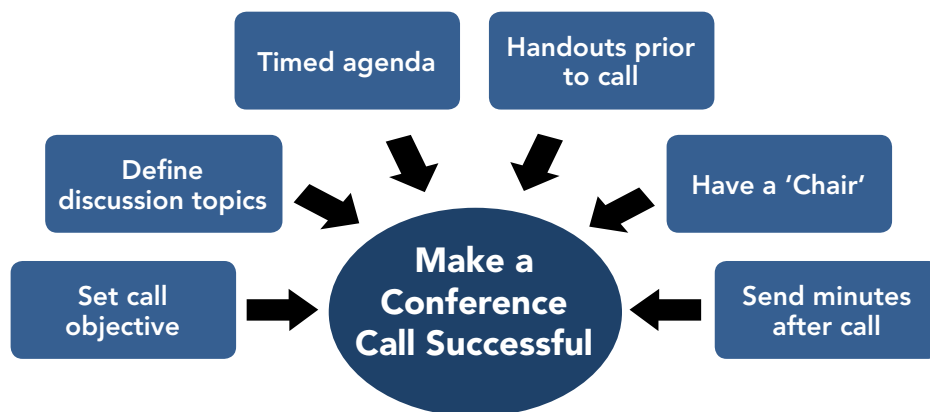 Timed agenda
Handouts prior
to call
Define
discussion topics
Have a ‘Chair’
Set call
objective
Make a
Conference
Call Successful
Send minutes
after call